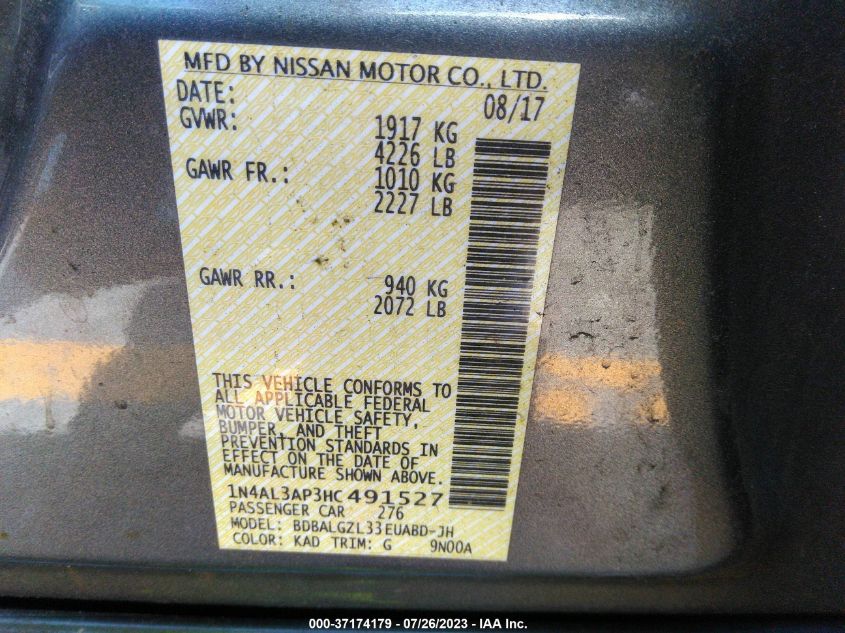 MFD BY NISSAN MOTOR CO., LTD.
DATE: 08/17
GVWR: 1917 KG
4226 LB
GAWR FR.: 1010 KG
2227 LB
GAWR RR.: 940 KG
2072 LB
THIS VEHICLE CONFORMS TO
ALL APPLICABLE FEDERAL
MOTOR VEHICLE SAFETY,
BUMPER, AND THEFT
PREVENTION STANDARDS IN
EFFECT ON THE DATE OF
MANUFACTURE SHOWN ABOVE.
1N4AL3AP3HC491527
PASSENGER CAR 276
MODEL: BDBALGZL33EUABD-JH
COLOR: KAD TRIM: G 9N00A
000-37174179 - 07/26/2023 - IAA Inc.